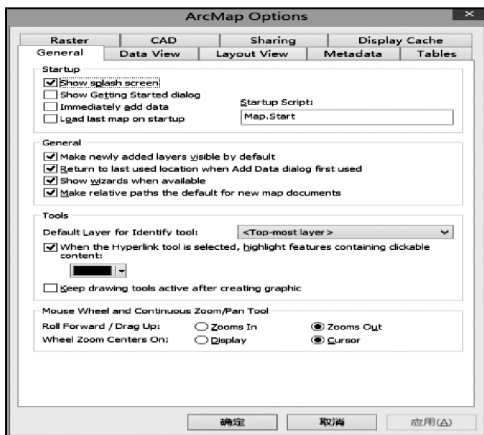 ArcMap Options
Raster CAD Sharing Display Cache
General Data View Layout View Metadata Tables
Startup
Show splash screen
Show Getting Started dialog
Immediately add data
Load last map on startup
Startup Script:
Map.Start
General
Make newly added layers visible by default
Return to last used location when Add Data dialog first used
Show wizards when available
Make relative paths the default for new map documents
Tools
Default Layer for Identify tool: <Top-most layer>
When the Hyperlink tool is selected, highlight features containing clickable
content:
Keep drawing tools active after creating graphic
Mouse Wheel and Continuous Zoom/Pan Tool
Roll Forward / Drag Up: Zooms In Zooms Out
Wheel Zoom Centers On: Display Cursor
确定 取消 应用(A)